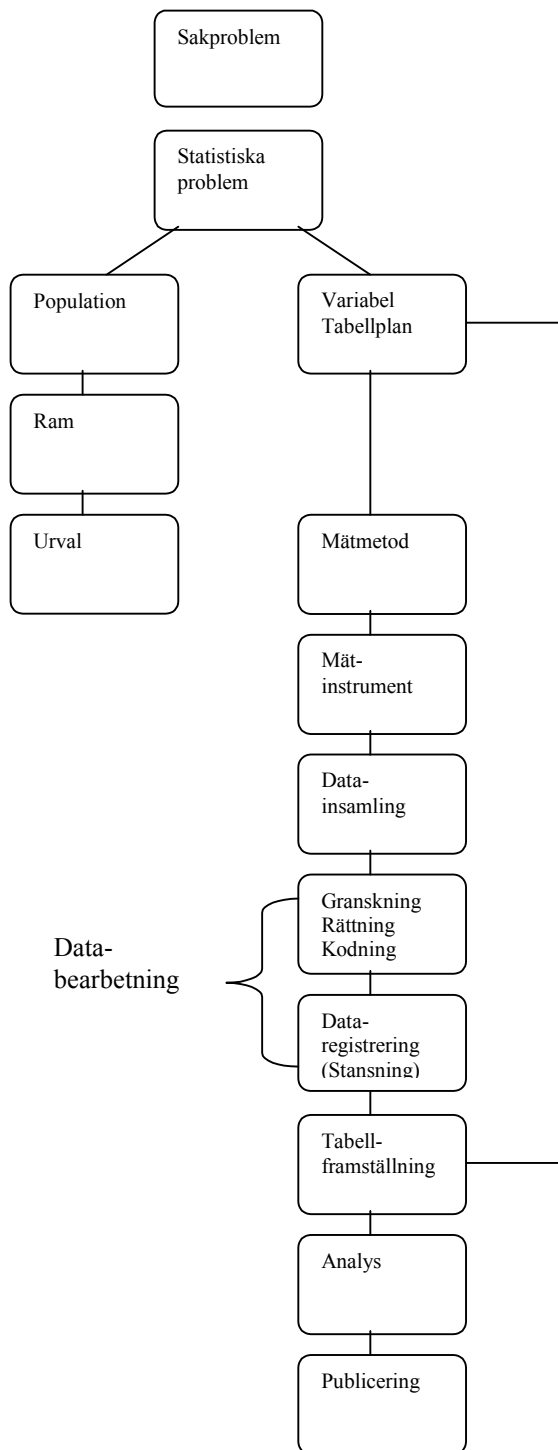 Sakproblem
Statistiska
problem
Population
Variabel
Tabellplan
Ram
Urval
Mätmetod
Mät-
instrument
Data-
insamling
Granskning
Rättning
Kodning
Data-
bearbetning
Data-
registrering
(Stansning)
Tabell-
framställning
Analys
Publicering